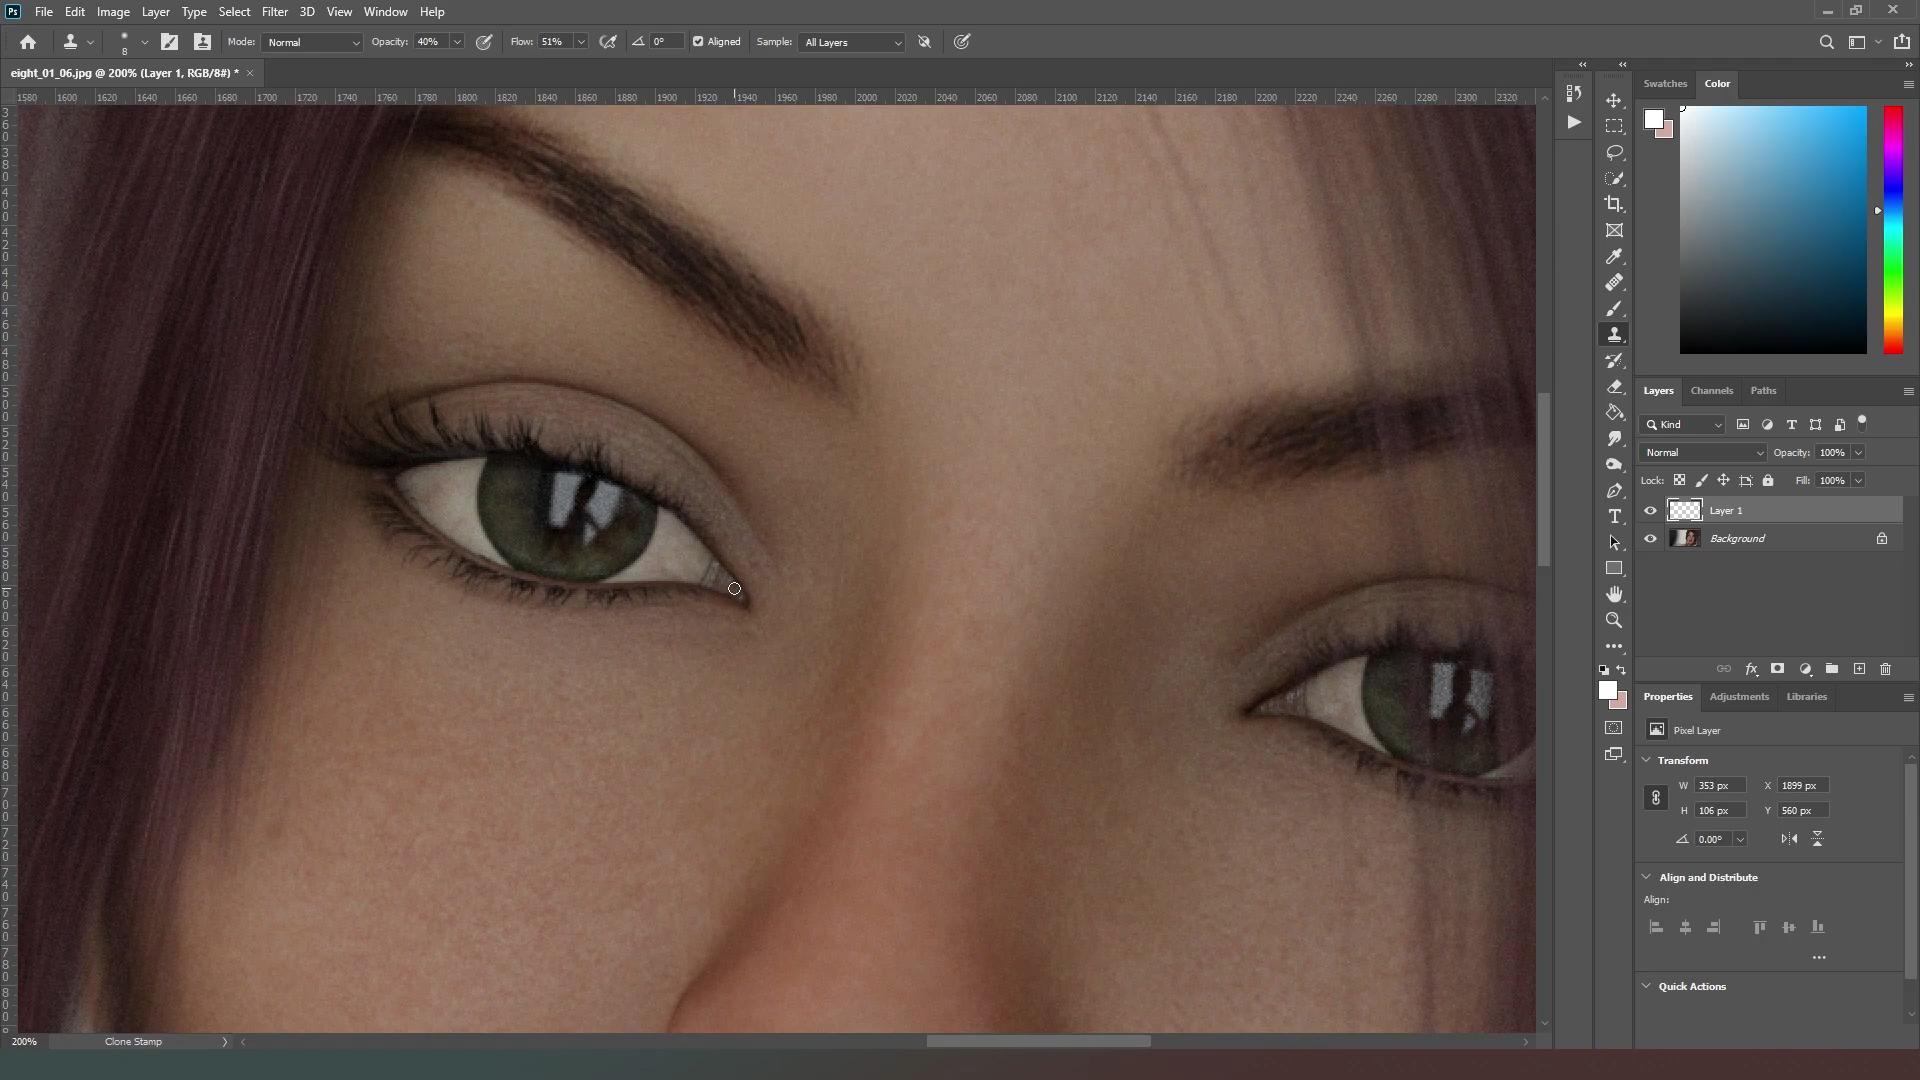 Ps File Edit Image Layer Type Select Filter 3D View Window Help
8 Mode: Normal Opacity: 40% Flow: 51% 0° Aligned Sample: All Layers
eight_01_06.jpg @ 200% (Layer 1, RGB/8#) * ×
1580 1600 1620 1640 1660 1680 1700 1720 1740 1760 1780 1800 1820 1840 1860 1880 1900 1920 1940 1960 1980 2000 2020 2040 2060 2080 2100 2120 2140 2160 2180 2200 2220 2240 2260 2280 2300 2320
Swatches Color
Layers Channels Paths
Kind
Normal Opacity: 100%
Lock: Fill: 100%
Layer 1
Background
fx
Properties Adjustments Libraries
Pixel Layer
Transform
W 353 px X 1899 px
H 106 px Y 560 px
0.00°
Align and Distribute
Align:
Quick Actions
200% Clone Stamp